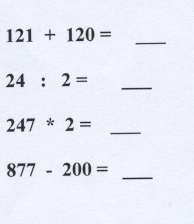 121 + 120 = ___
24 : 2 = ___
247 * 2 = ___
877 - 200 = ___